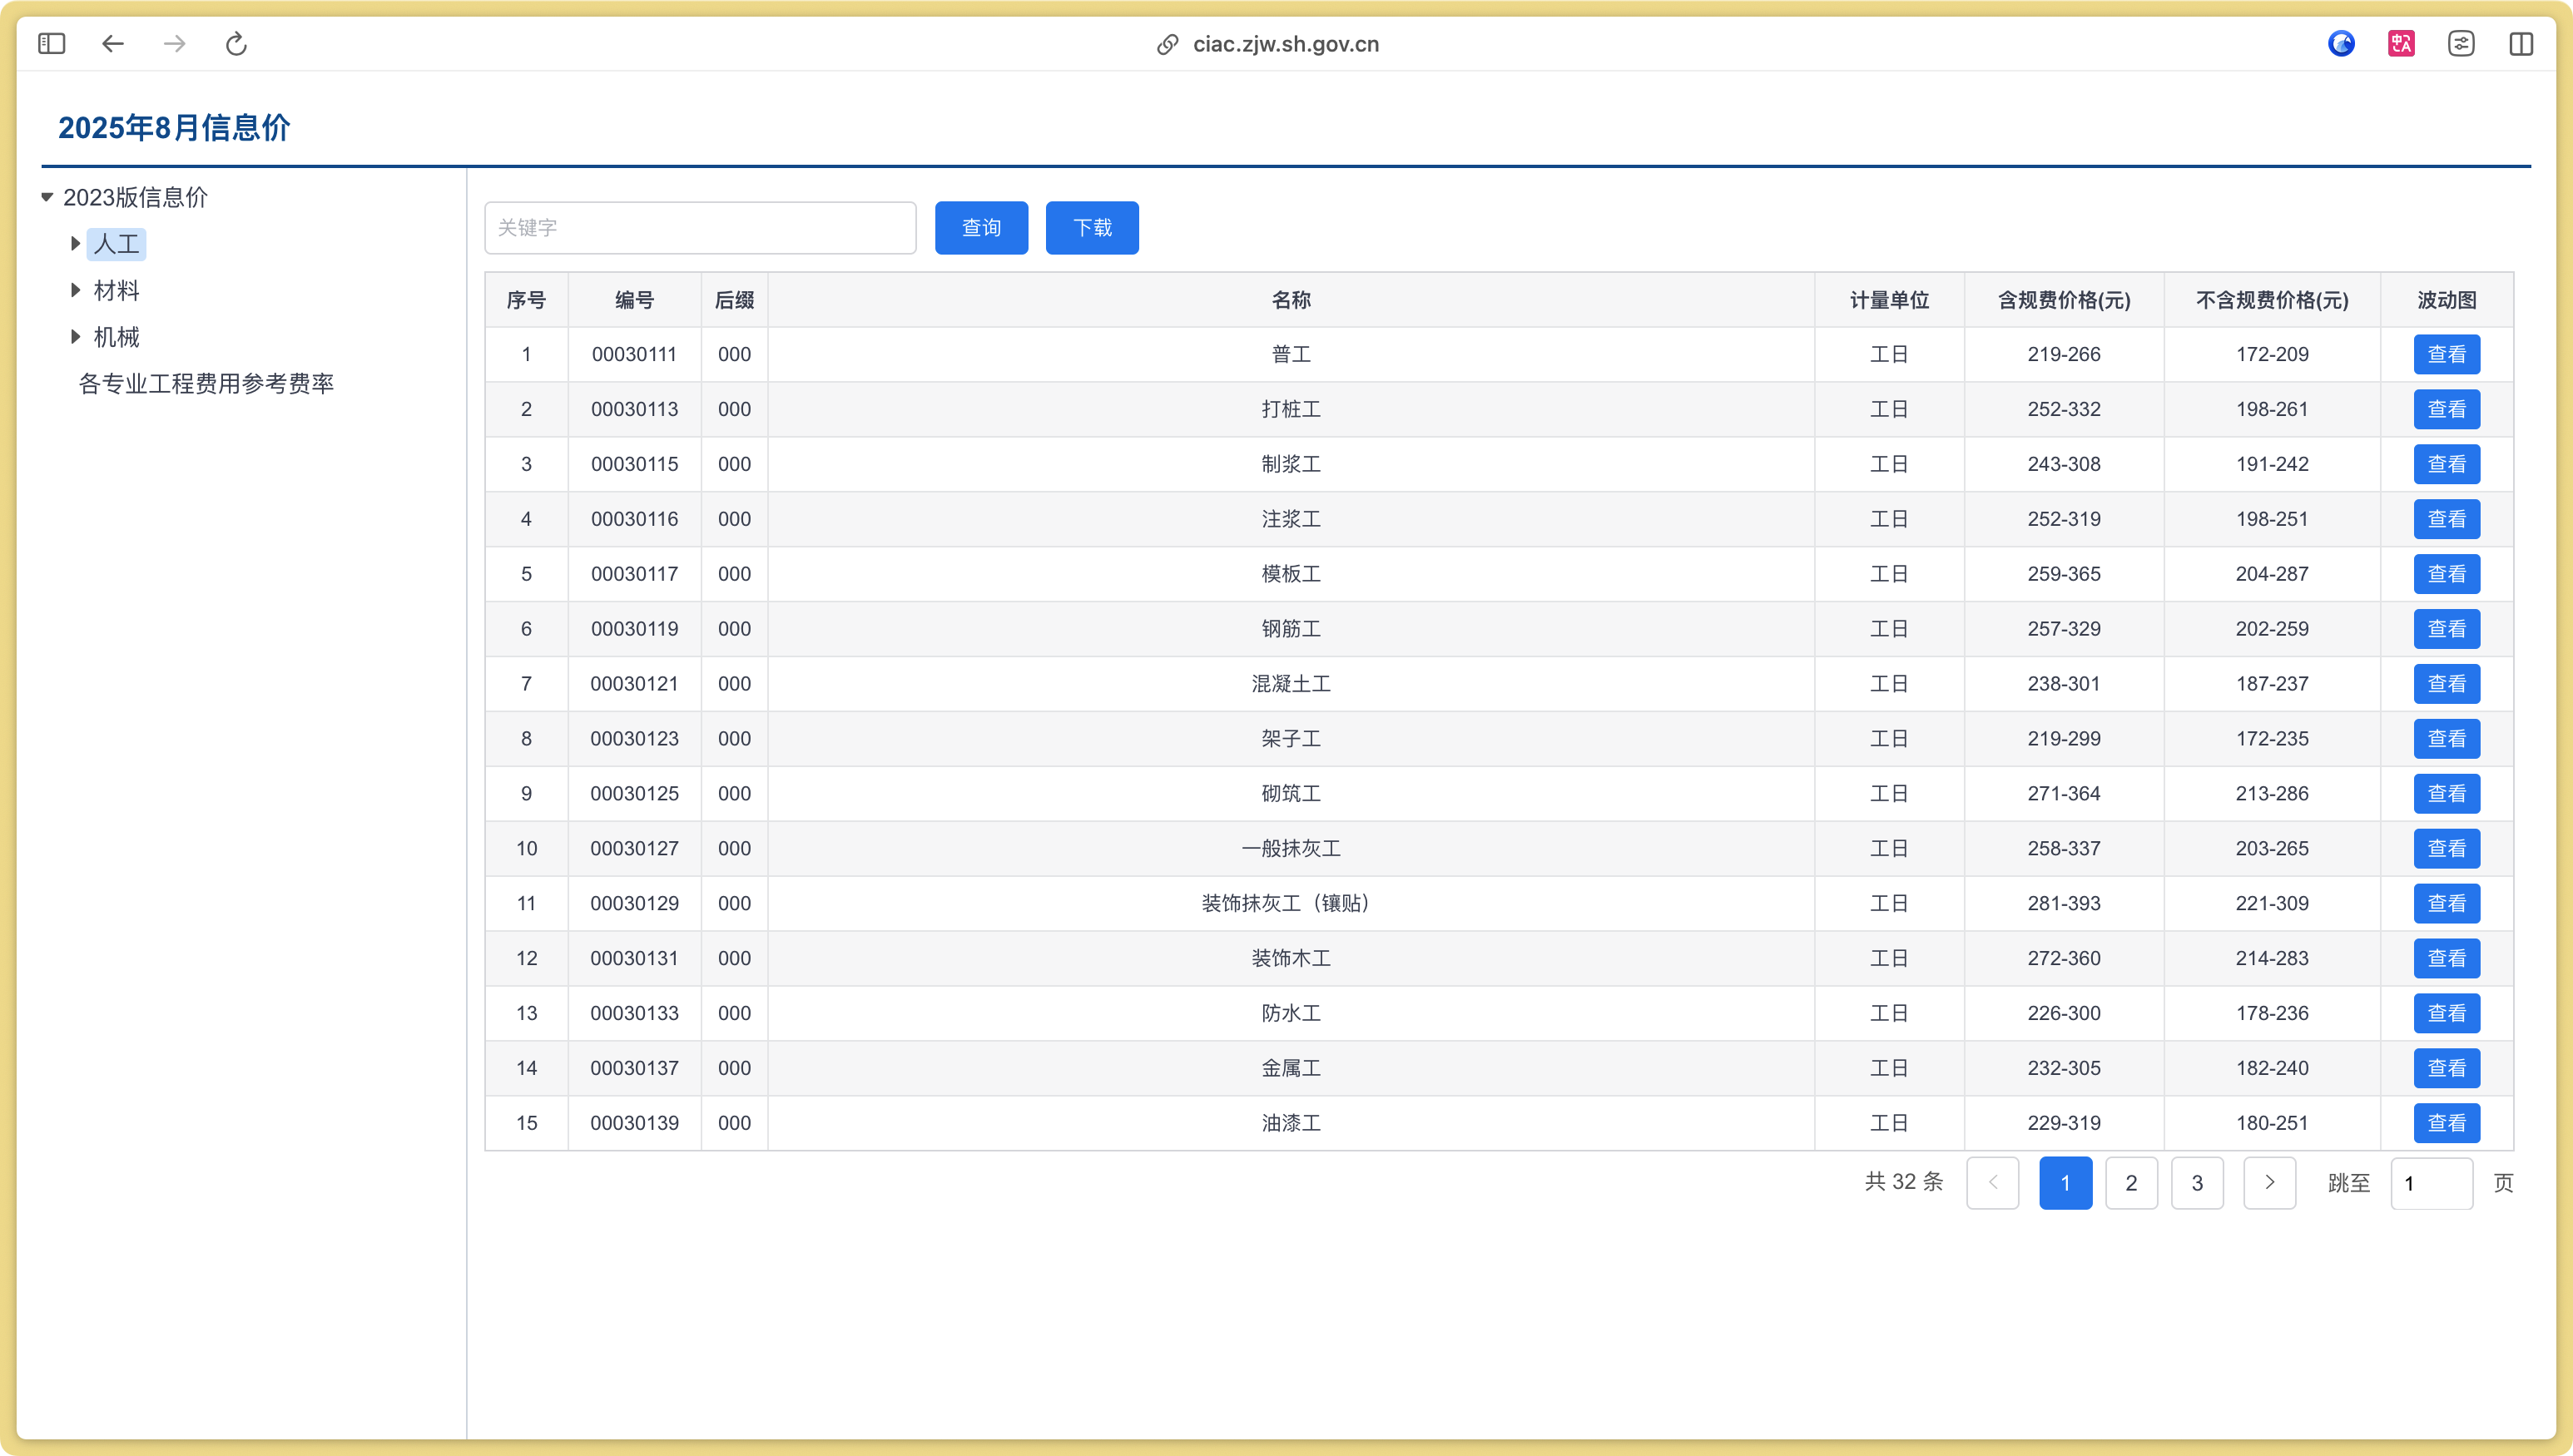 ciac.zjw.sh.gov.cn
2025年8月信息价
2023版信息价
人工
材料
机械
各专业工程费用参考费率
关键字 查询 下载
序号 编号 后缀 名称 计量单位 含规费价格(元) 不含规费价格(元) 波动图
1 00030111 000 普工 工日 219-266 172-209 查看
2 00030113 000 打桩工 工日 252-332 198-261 查看
3 00030115 000 制浆工 工日 243-308 191-242 查看
4 00030116 000 注浆工 工日 252-319 198-251 查看
5 00030117 000 模板工 工日 259-365 204-287 查看
6 00030119 000 钢筋工 工日 257-329 202-259 查看
7 00030121 000 混凝土工 工日 238-301 187-237 查看
8 00030123 000 架子工 工日 219-299 172-235 查看
9 00030125 000 砌筑工 工日 271-364 213-286 查看
10 00030127 000 一般抹灰工 工日 258-337 203-265 查看
11 00030129 000 装饰抹灰工（镶贴） 工日 281-393 221-309 查看
12 00030131 000 装饰木工 工日 272-360 214-283 查看
13 00030133 000 防水工 工日 226-300 178-236 查看
14 00030137 000 金属工 工日 232-305 182-240 查看
15 00030139 000 油漆工 工日 229-319 180-251 查看
共 32 条 1 2 3 跳至 1 页